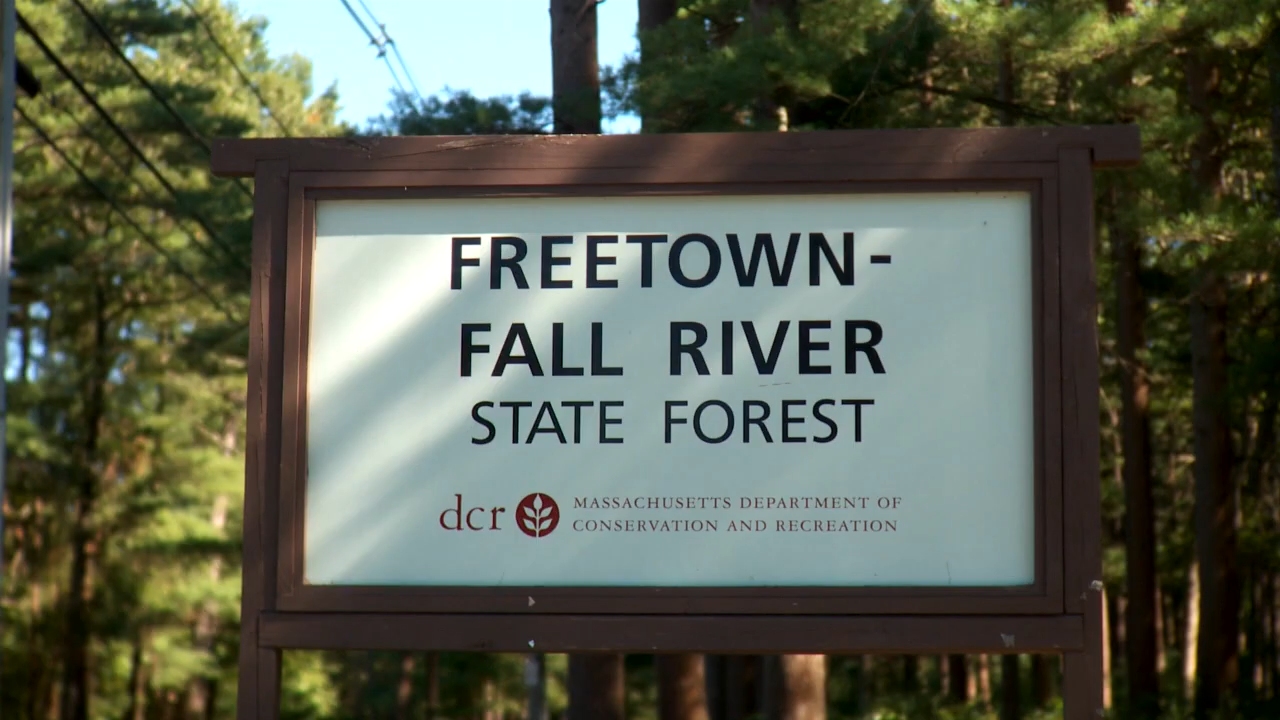 FREETOWN-
FALL RIVER
STATE FOREST
dcr MASSACHUSETTS DEPARTMENT OF
CONSERVATION AND RECREATION